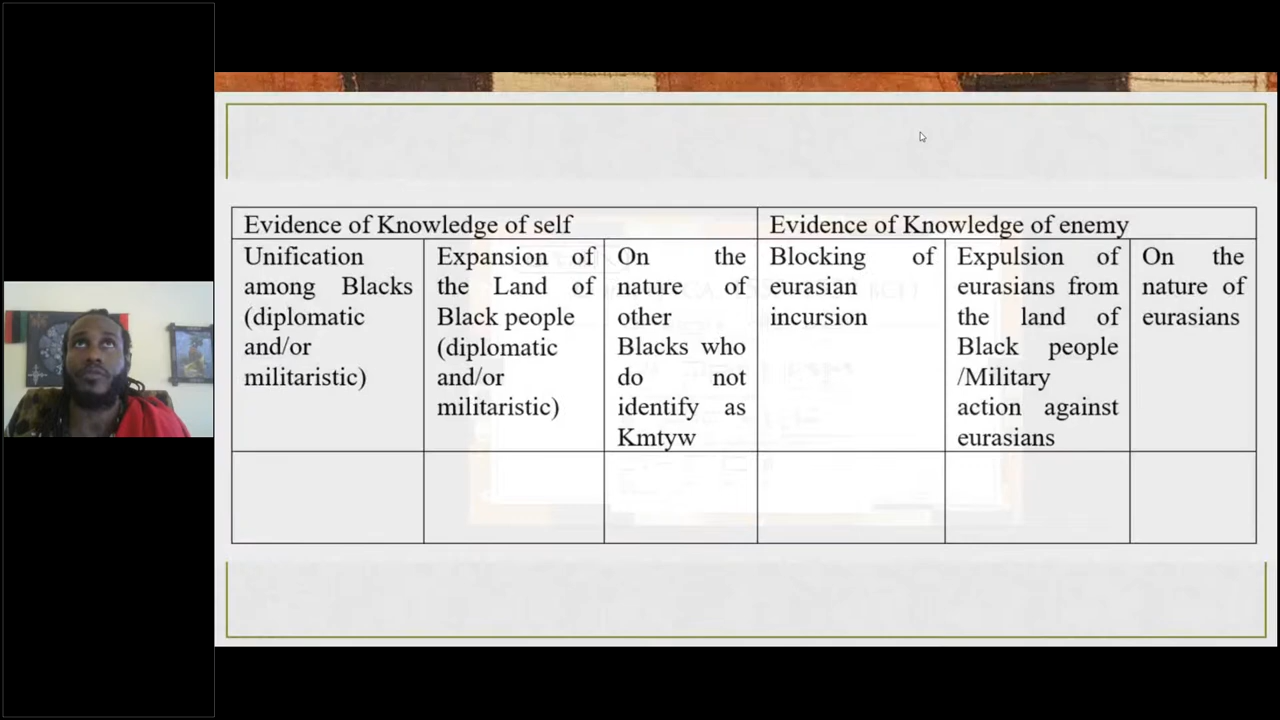 Evidence of Knowledge of self
Evidence of Knowledge of enemy
Unification
among Blacks
(diplomatic
and/or
militaristic)
Expansion of
the Land of
Black people
(diplomatic
and/or
militaristic)
On the
nature of
other
Blacks who
do not
identify as
Kmtyw
Blocking of
eurasian
incursion
Expulsion of
eurasians from
the land of
Black people
/Military
action against
eurasians
On the
nature of
eurasians